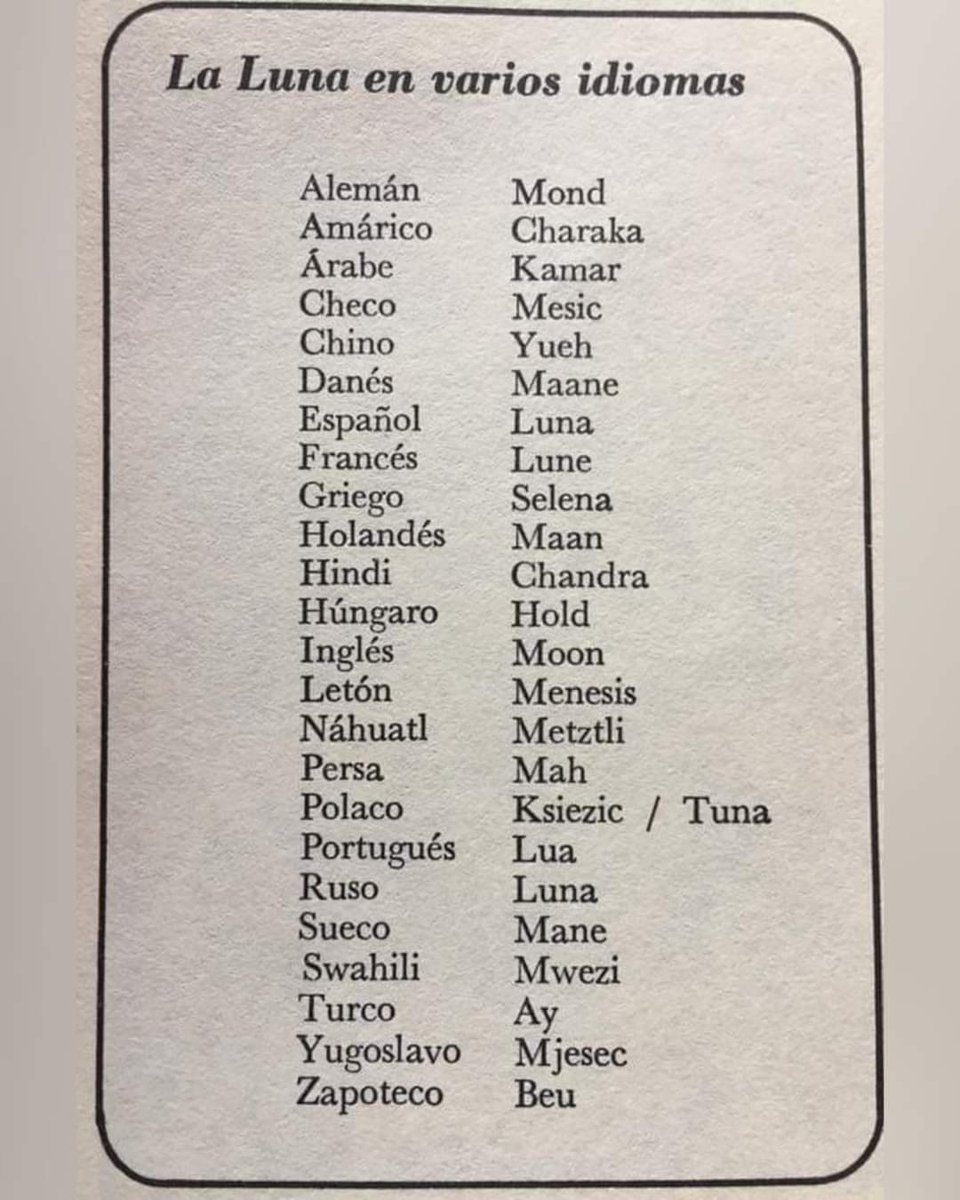 La Luna en varios idiomas
Alemán Mond
Amárico Charaka
Árabe Kamar
Checo Mesic
Chino Yueh
Danés Maane
Español Luna
Francés Lune
Griego Selena
Holandés Maan
Hindi Chandra
Húngaro Hold
Inglés Moon
Letón Menesis
Náhuatl Metztli
Persa Mah
Polaco Ksiezic / Tuna
Portugués Lua
Ruso Luna
Sueco Mane
Swahili Mwezi
Turco Ay
Yugoslavo Mjesec
Zapoteco Beu